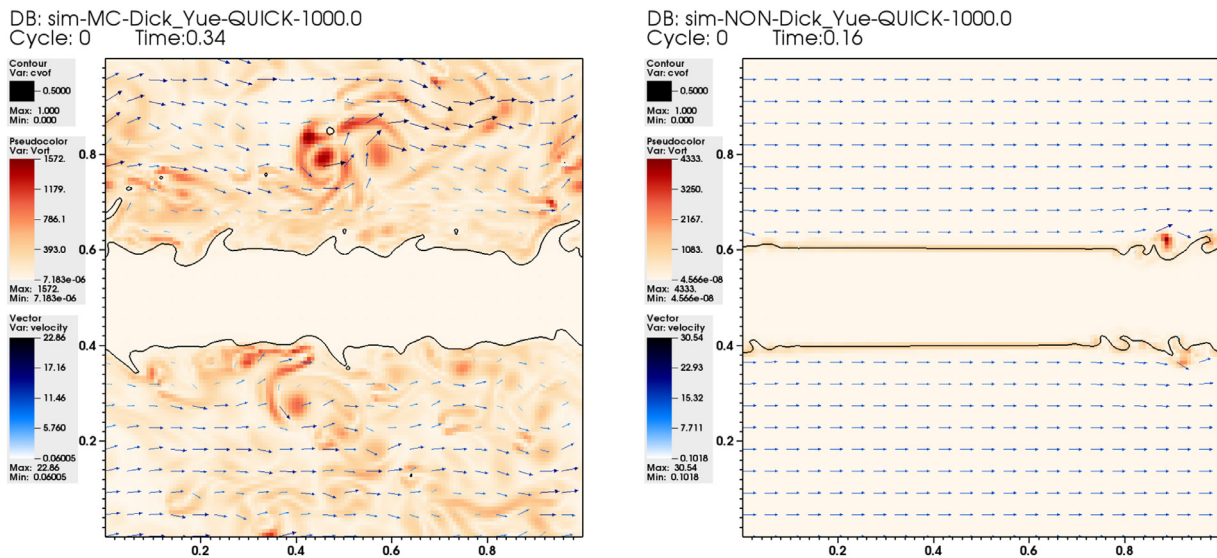 DB: sim-MC-Dick_Yue-QUICK-1000.0
Cycle: 0 Time:0.34
Contour
Var: cvof
0.5000
Max: 1.000
Min: 0.000
Pseudocolor
Var: Vort
1572.
1179.
786.1
393.0
7.183e-06
Max: 1572.
Min: 7.183e-06
Vector
Var: velocity
22.86
17.16
11.46
5.760
0.06005
Max: 22.86
Min: 0.06005
0.8
0.6
0.4
0.2
0.2 0.4 0.6 0.8
DB: sim-NON-Dick_Yue-QUICK-1000.0
Cycle: 0 Time:0.16
Contour
Var: cvof
0.5000
Max: 1.000
Min: 0.000
Pseudocolor
Var: Vort
4333.
3250.
2167.
1083.
4.566e-08
Max: 4333.
Min: 4.566e-08
Vector
Var: velocity
30.54
22.93
15.32
7.711
0.1018
Max: 30.54
Min: 0.1018
0.8
0.6
0.4
0.2
0.2 0.4 0.6 0.8